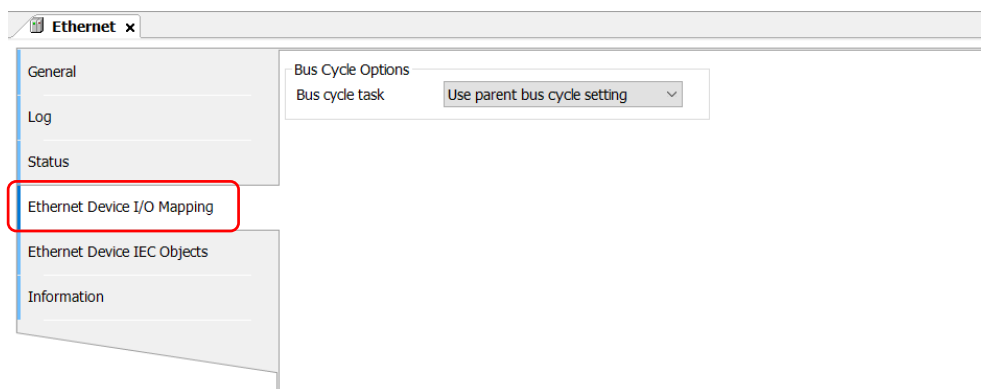 Ethernet x
General
Bus Cycle Options
Bus cycle task Use parent bus cycle setting
Log
Status
Ethernet Device I/O Mapping
Ethernet Device IEC Objects
Information